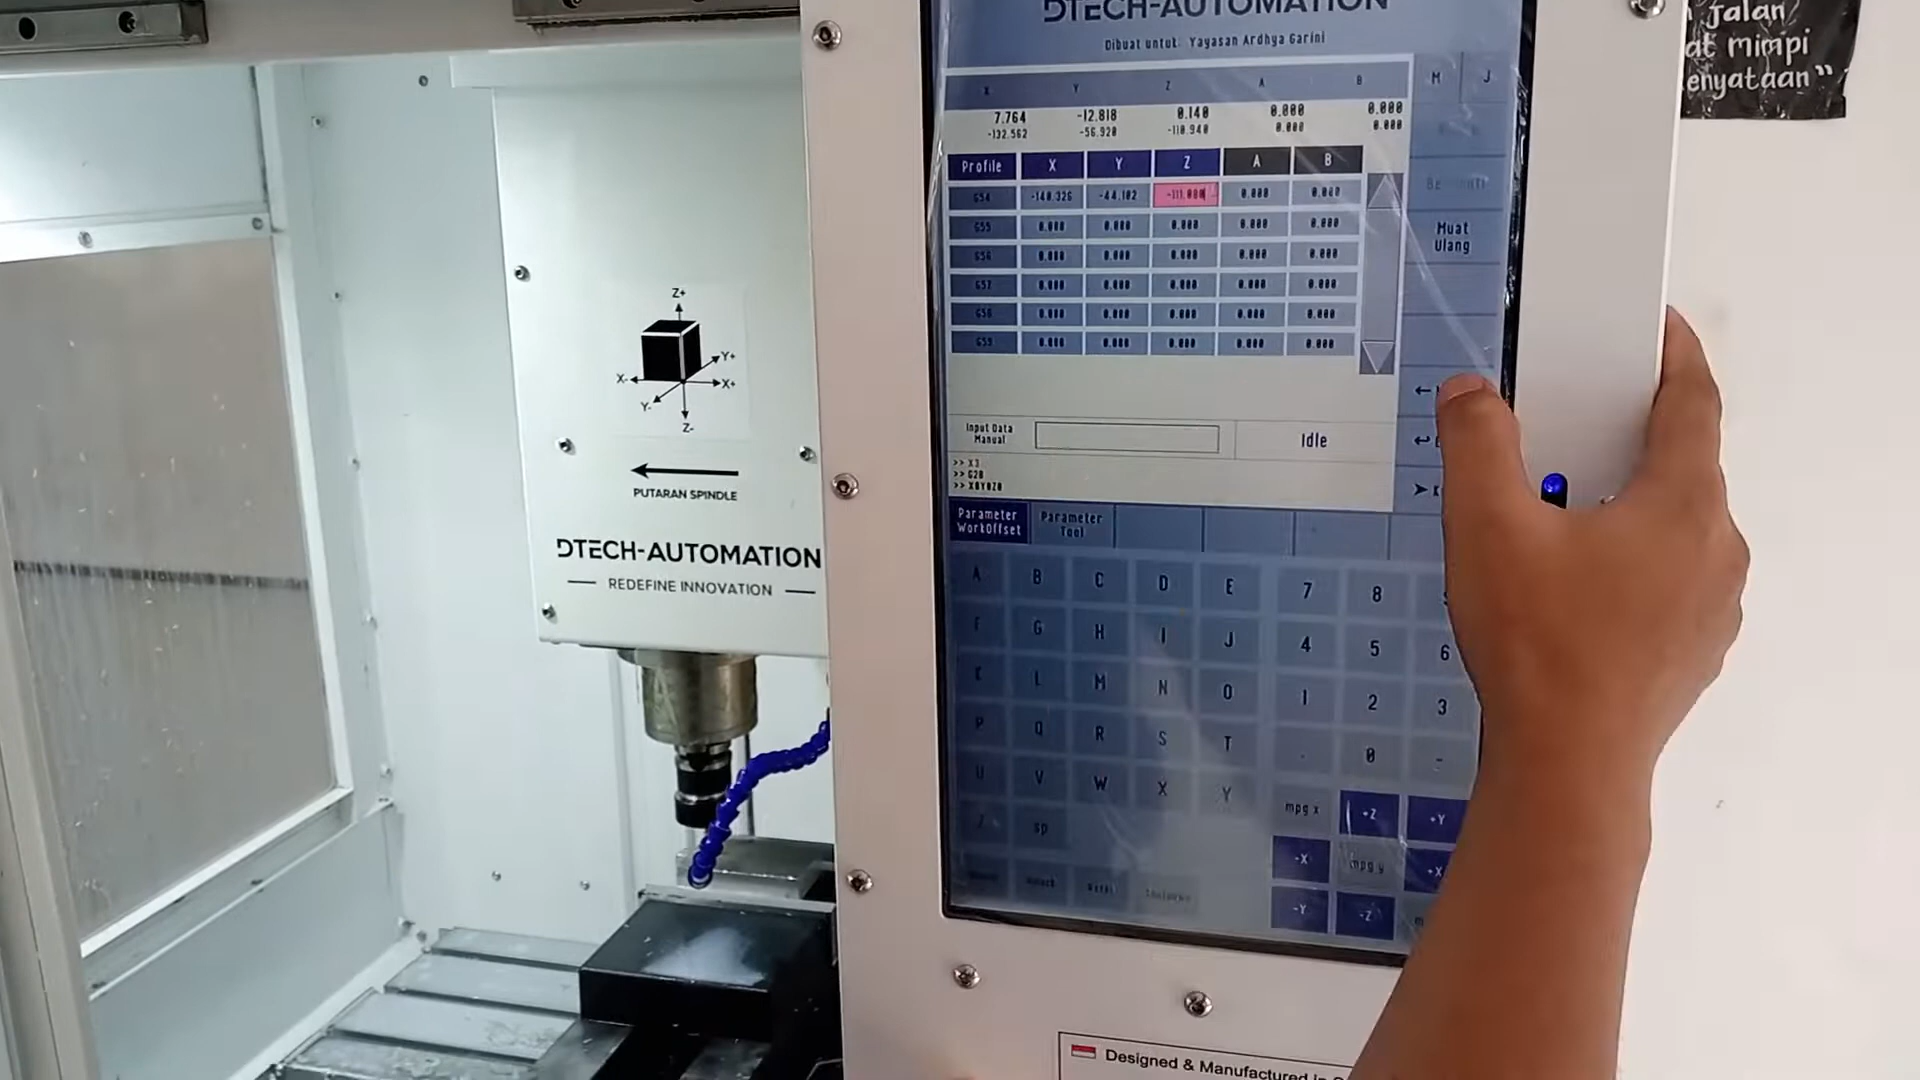 DTECH-AUTOMATION
Dibuat untuk: Yayasan Ardhya Garini
Jalan
at mimpi
enyataan”
X Y Z A B
7.764 -12.818 0.140 0.000 0.000
-132.562 -56.920 -110.940 0.000 0.000
M J
Profile X Y Z A B
G54 -140.326 -44.102 0.000 0.000
G55 0.000 0.000 0.000 0.000 0.000
G56 0.000 0.000 0.000 0.000 0.000
G57 0.000 0.000 0.000 0.000 0.000
G58 0.000 0.000 0.000 0.000 0.000
G59 0.000 0.000 0.000 0.000 0.000
Muat
Ulang
Input Data
Manual
Idle
>> X3
>> G28
>> X0Y0Z0
Parameter
WorkOffset
Parameter
Tool
A B C D E 7 8
F G H I J 4 5 6
K L M N O 1 2 3
P Q R S T . 0 -
U V W X Y mpg x +Z +Y
/ sp -X mpg y +X
-Y -Z
Z+
Y+
X- X+
Y-
Z-
PUTARAN SPINDLE
DTECH-AUTOMATION
REDEFINE INNOVATION
Designed & Manufactured in